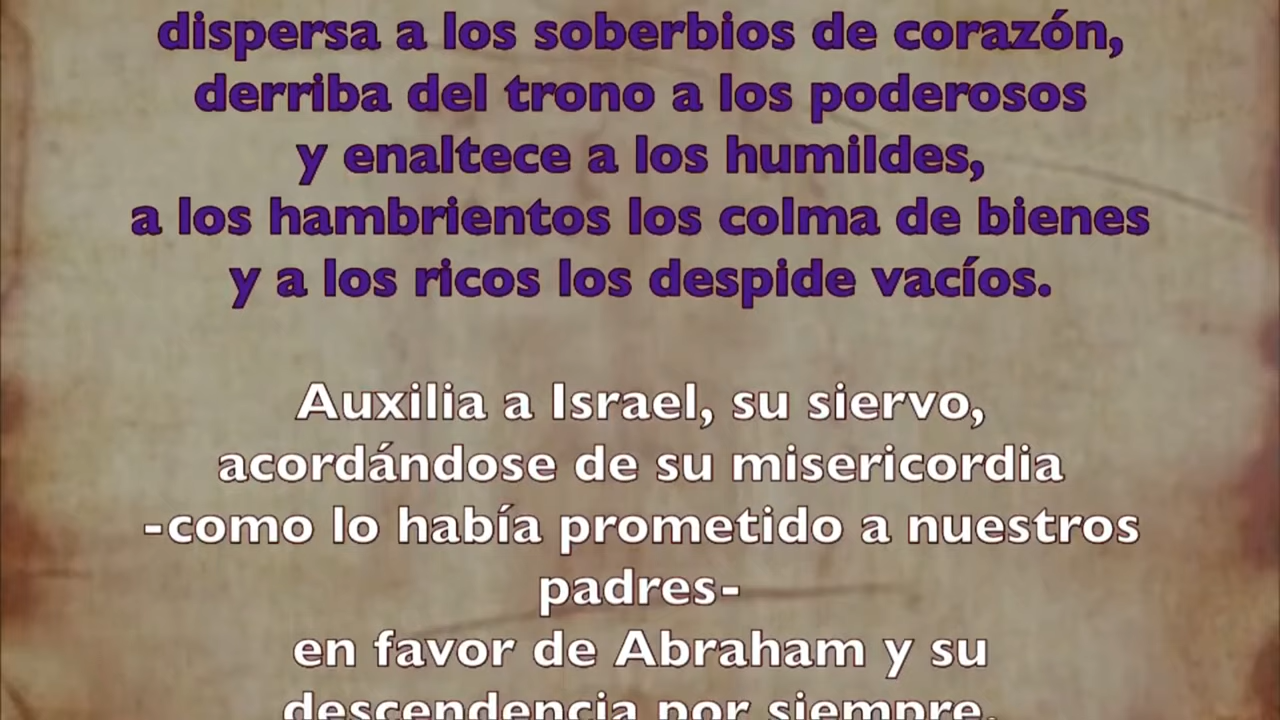 dispersa a los soberbios de corazón,
derriba del trono a los poderosos
y enaltece a los humildes,
a los hambrientos los colma de bienes
y a los ricos los despide vacíos.
Auxilia a Israel, su siervo,
acordándose de su misericordia
-como lo había prometido a nuestros
padres-
en favor de Abraham y su
descendencia por siempre.